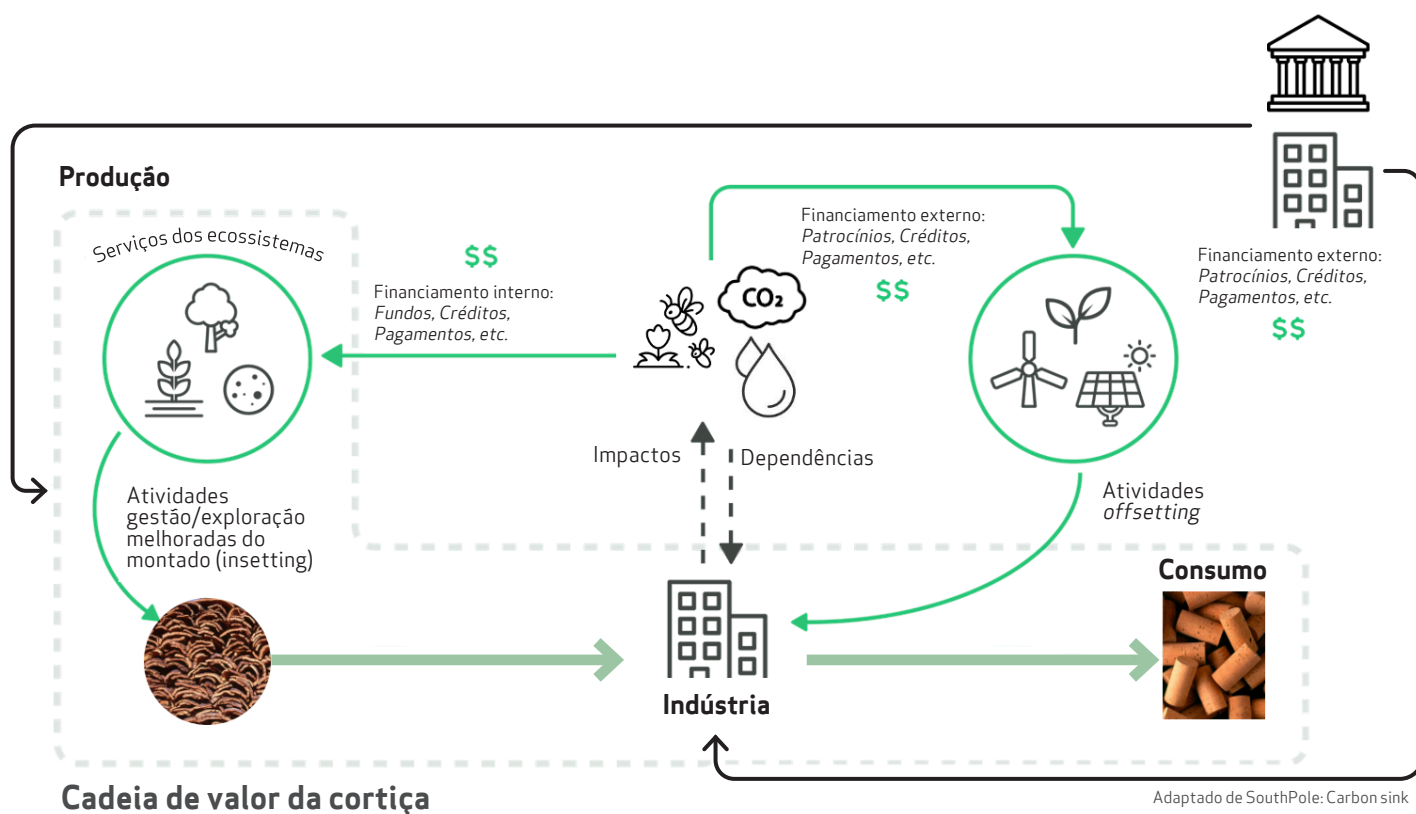 Produção
Serviços dos ecossistemas
$$
Financiamento interno:
Fundos, Créditos,
Pagamentos, etc.
CO₂
Financiamento externo:
Patrocínios, Créditos,
Pagamentos, etc.
$$
Financiamento externo:
Patrocínios, Créditos,
Pagamentos, etc.
$$
Impactos
Dependências
Atividades
gestão/exploração
melhoradas do
montado (insetting)
Atividades
offsetting
Consumo
Indústria
Cadeia de valor da cortiça
Adaptado de SouthPole: Carbon sink